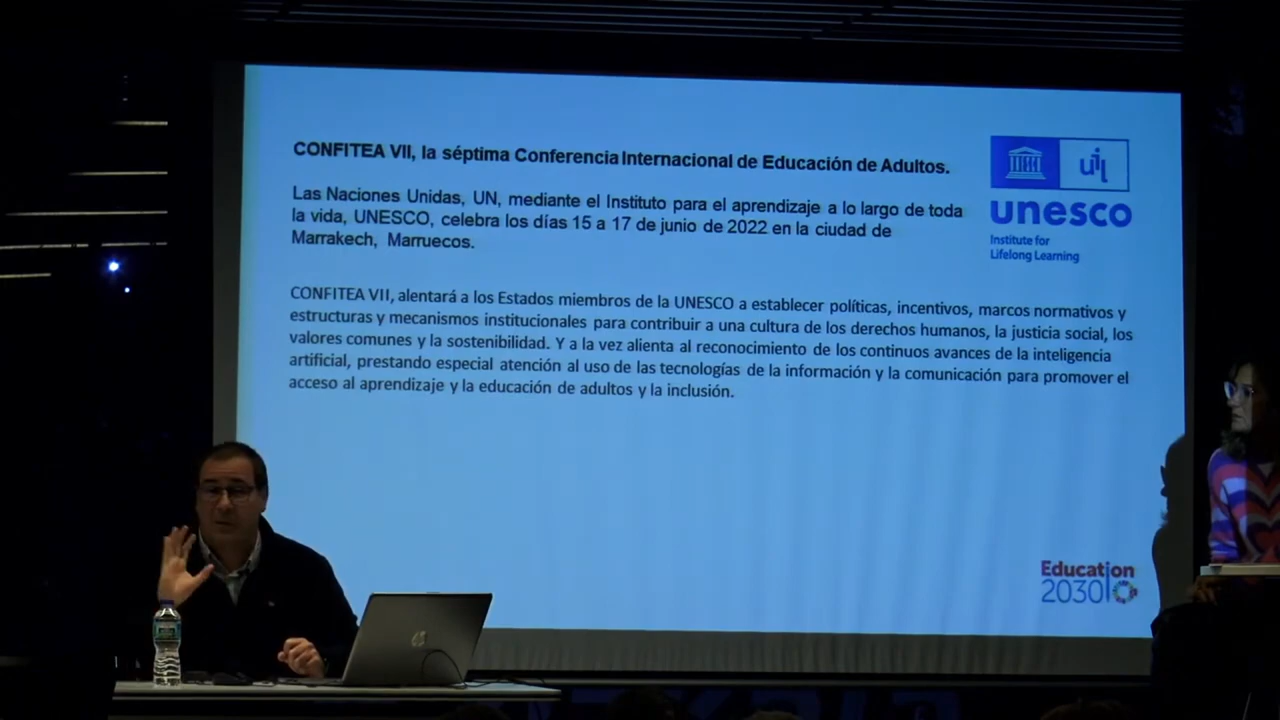 CONFITEA VII, la séptima Conferencia Internacional de Educación de Adultos.
Las Naciones Unidas, UN, mediante el Instituto para el aprendizaje a lo largo de toda
la vida, UNESCO, celebra los días 15 a 17 de junio de 2022 en la ciudad de
Marrakech, Marruecos.
uil
unesco
Institute for
Lifelong Learning
CONFITEA VII, alentará a los Estados miembros de la UNESCO a establecer políticas, incentivos, marcos normativos y
estructuras y mecanismos institucionales para contribuir a una cultura de los derechos humanos, la justicia social, los
valores comunes y la sostenibilidad. Y a la vez alienta al reconocimiento de los continuos avances de la inteligencia
artificial, prestando especial atención al uso de las tecnologías de la información y la comunicación para promover el
acceso al aprendizaje y la educación de adultos y la inclusión.
Education
2030
hp